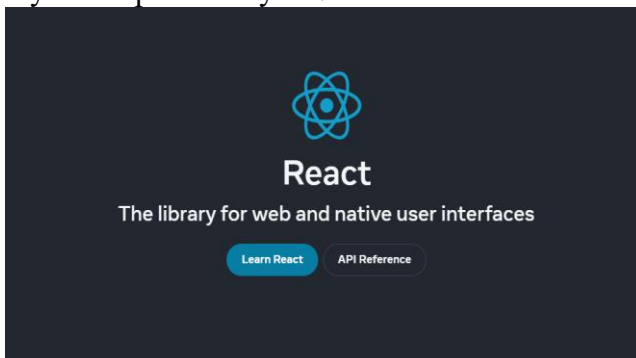 React
The library for web and native user interfaces
Learn React
API Reference